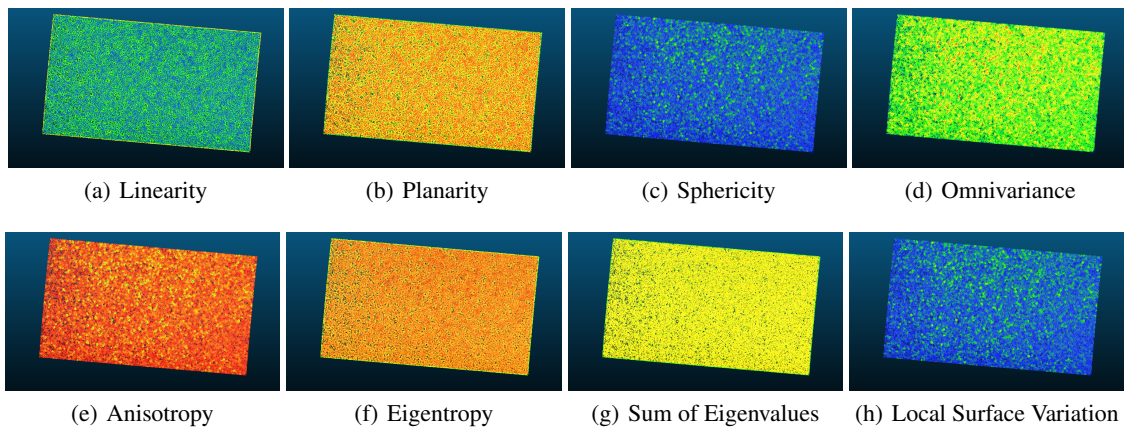 (a) Linearity
(b) Planarity
(c) Sphericity
(d) Omnivariance
(e) Anisotropy
(f) Eigentropy
(g) Sum of Eigenvalues
(h) Local Surface Variation